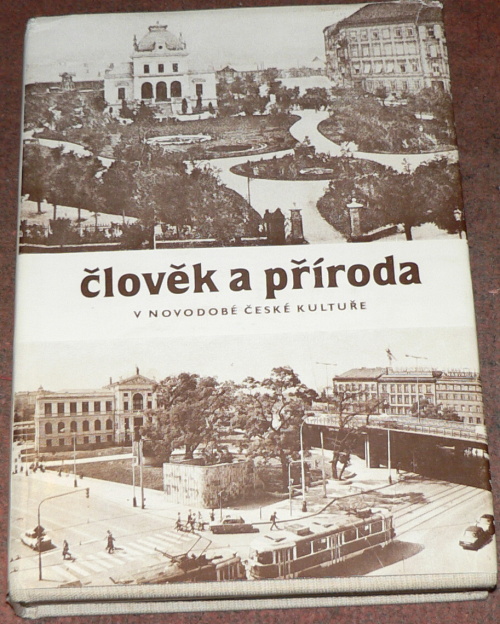 člověk a příroda
V NOVODOBÉ ČESKÉ KULTUŘE